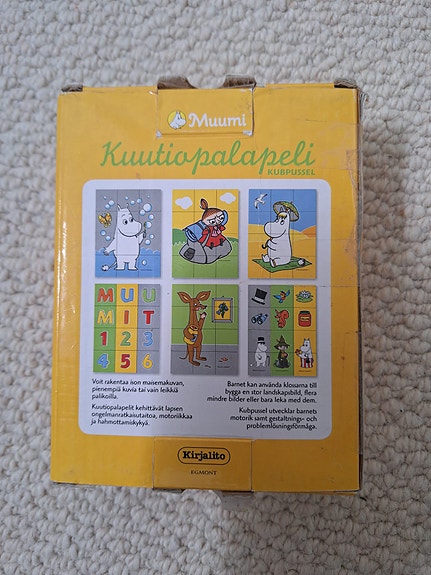 Muumi
Kuutiopalapeli
KUBPUSSEL
MUU
MIT
123
456
Voit rakentaa ison maisemakuvan,
pienempiä kuvia tai vain leikkiä
palikoilla.
Kuutiopalapelit kehittävät lapsen
ongelmanratkaisutaitoa, motoriikkaa
ja hahmottamiskykyä.
Barnet kan använda klossarna till
bygga en stor landskapsbild, flera
mindre bilder eller bara leka med dem.
Kubpussel utvecklar barnets
motorik samt gestaltnings- och
problemlösningsförmåga.
Kirjalito
EGMONT